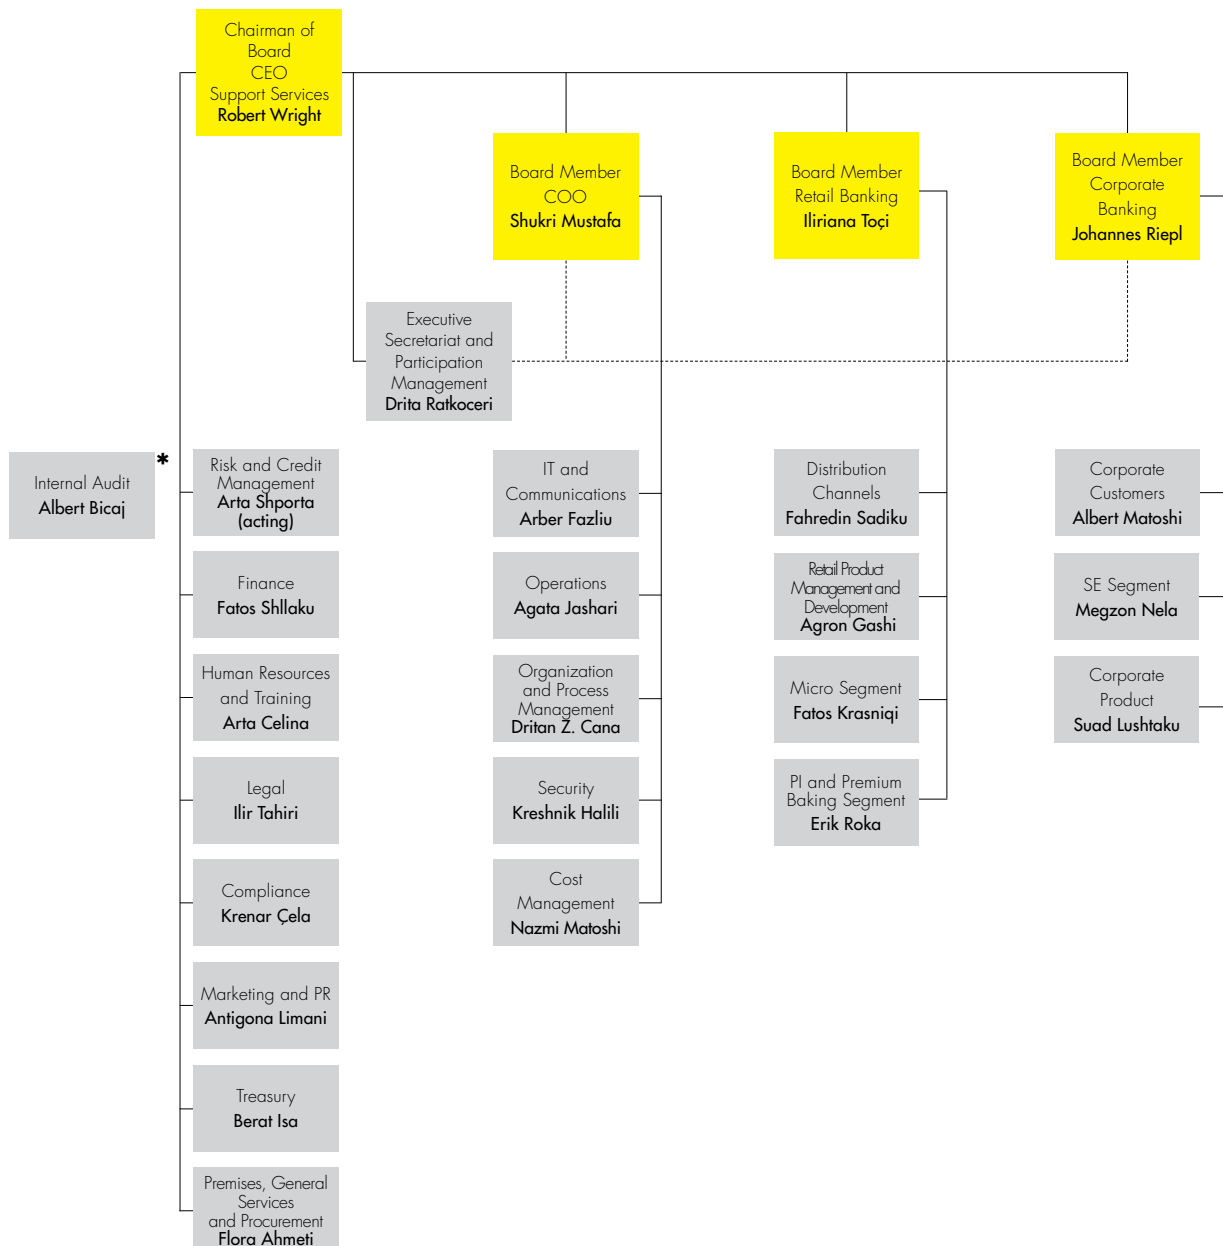 Chairman of
Board
CEO
Support Services
Robert Wright
Board Member
COO
Shukri Mustafa
Board Member
Retail Banking
Iliriana Toçi
Board Member
Corporate
Banking
Johannes Riepl
Executive
Secretariat and
Participation
Management
Drita Ratkoceri
Internal Audit
Albert Bicaj
*
Risk and Credit
Management
Arta Shporta
(acting)
Finance
Fatos Shllaku
Human Resources
and Training
Arta Celina
Legal
Ilir Tahiri
Compliance
Krenar Çela
Marketing and PR
Antigona Limani
Treasury
Berat Isa
Premises, General
Services
and Procurement
Flora Ahmeti
IT and
Communications
Arber Fazliu
Operations
Agata Jashari
Organization
and Process
Management
Dritan Z. Cana
Security
Kreshnik Halili
Cost
Management
Nazmi Matoshi
Distribution
Channels
Fahredin Sadiku
Retail Product
Management and
Development
Agron Gashi
Micro Segment
Fatos Krasniqi
PI and Premium
Baking Segment
Erik Roka
Corporate
Customers
Albert Matoshi
SE Segment
Megzon Nela
Corporate
Product
Suad Lushtaku